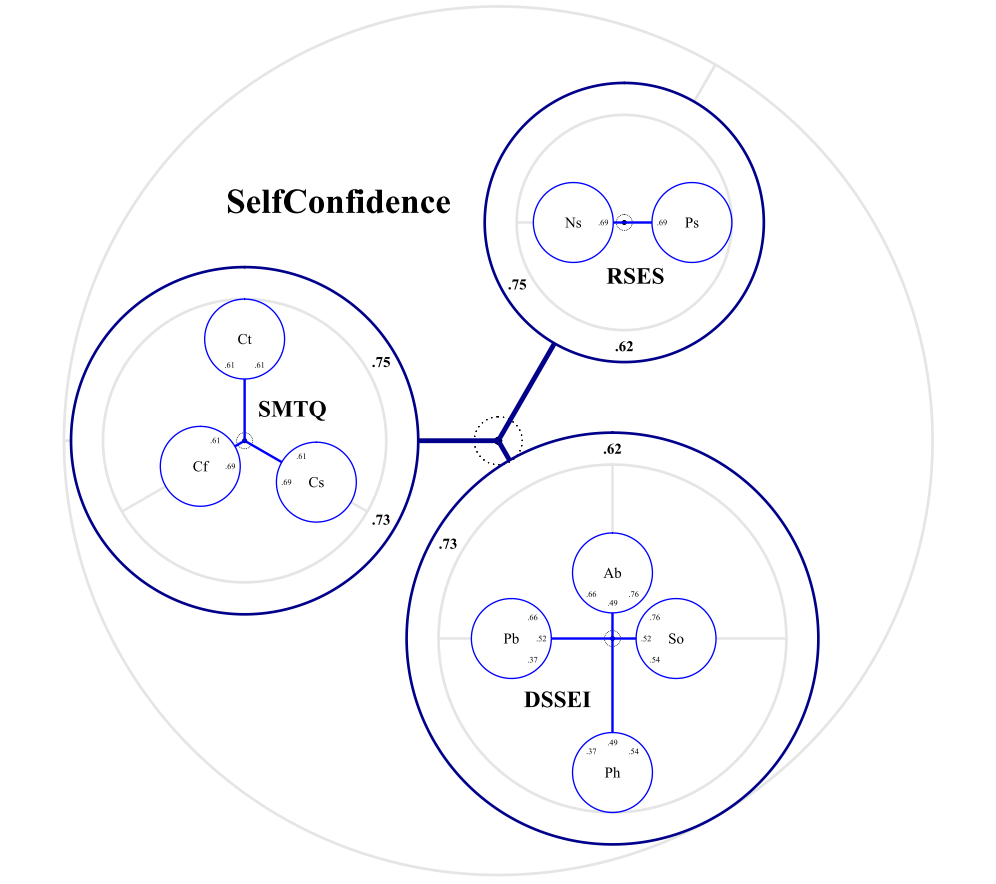 SelfConfidence
Ns .69 .69 Ps
RSES
.75
.62
Ct
.61 .61
.75
SMTQ
.61
Cf .69
.61
.69 Cs
.73
.62
.73
Ab
.66 .49 .76
.66
Pb .52
.37
.76
.52 So
.54
DSSEI
.37 .49 .54
Ph